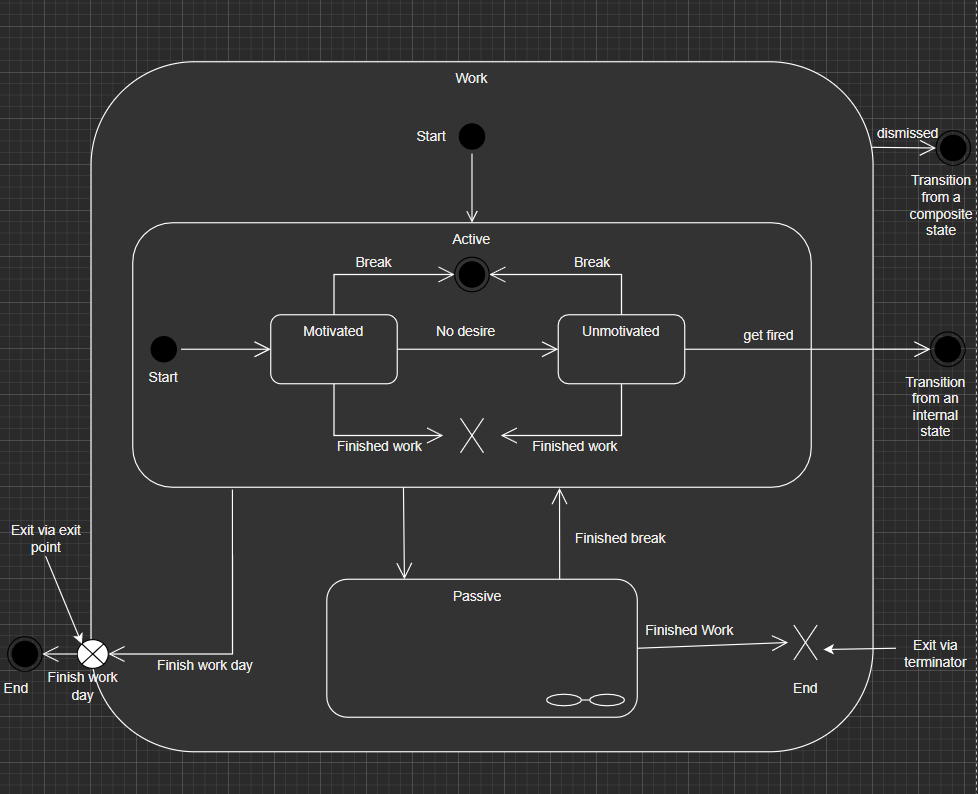 Work
Start
dismissed
Transition
from a
composite
state
Active
Break
Break
Motivated
No desire
Unmotivated
get fired
Start
Transition
from an
internal
state
Finished work
Finished work
Exit via exit
point
Finished break
Passive
Finished Work
Exit via
terminator
Finish work day
Finish work
day
End
End